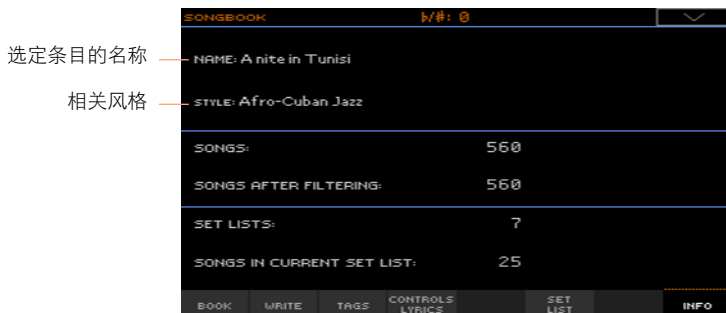 SONGBOOK ♭/#: 0
选定条目的名称
NAME: A nite in Tunisi
相关风格
STYLE: Afro-Cuban Jazz
SONGS: 560
SONGS AFTER FILTERING: 560
SET LISTS: 7
SONGS IN CURRENT SET LIST: 25
BOOK WRITE TAGS CONTROLS LYRICS SET LIST INFO